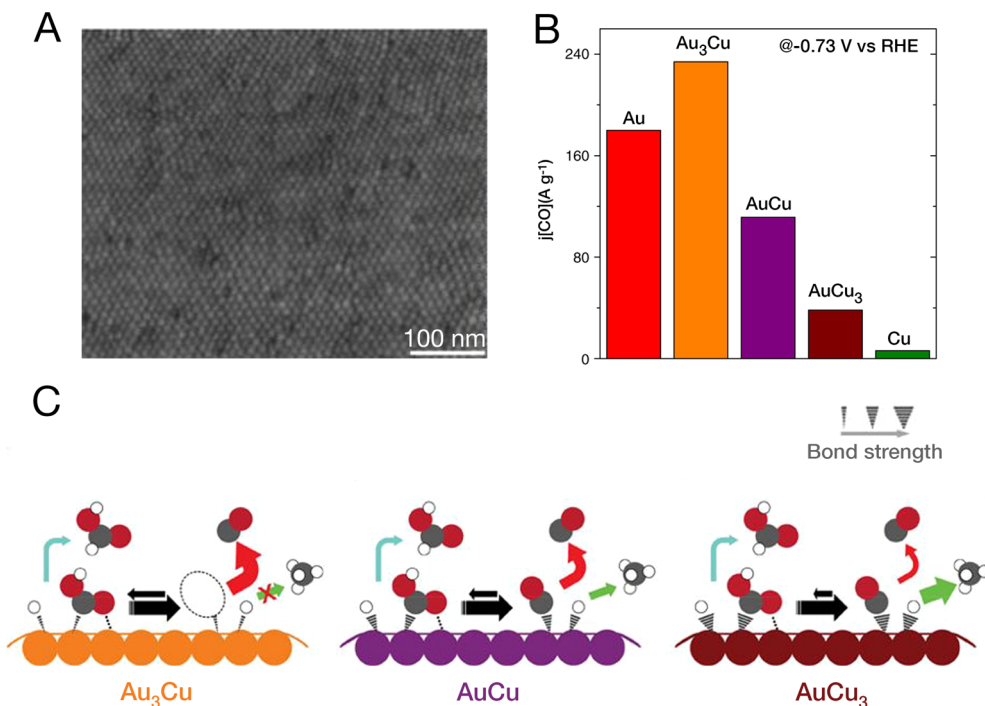 A
100 nm
B
@-0.73 V vs RHE
j[CO](A g⁻¹)
240
160
80
0
Au
Au₃Cu
AuCu
AuCu₃
Cu
C
Bond strength
Au₃Cu
AuCu
AuCu₃